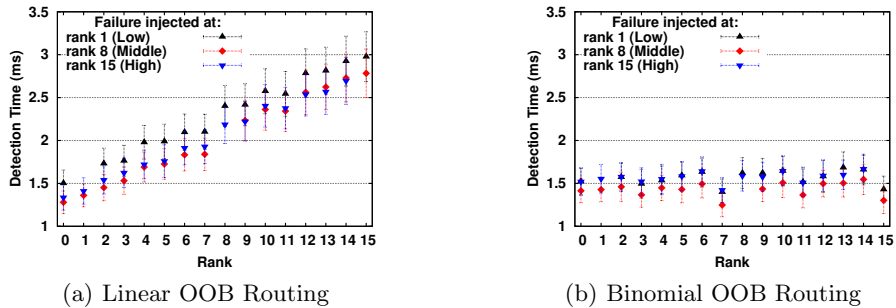 3.5
3
2.5
2
1.5
1
Detection Time (ms)
Failure injected at:
rank 1 (Low)
rank 8 (Middle)
rank 15 (High)
0 1 2 3 4 5 6 7 8 9 10 11 12 13 14 15
Rank
(a) Linear OOB Routing
3.5
3
2.5
2
1.5
1
Detection Time (ms)
Failure injected at:
rank 1 (Low)
rank 8 (Middle)
rank 15 (High)
0 1 2 3 4 5 6 7 8 9 10 11 12 13 14 15
Rank
(b) Binomial OOB Routing